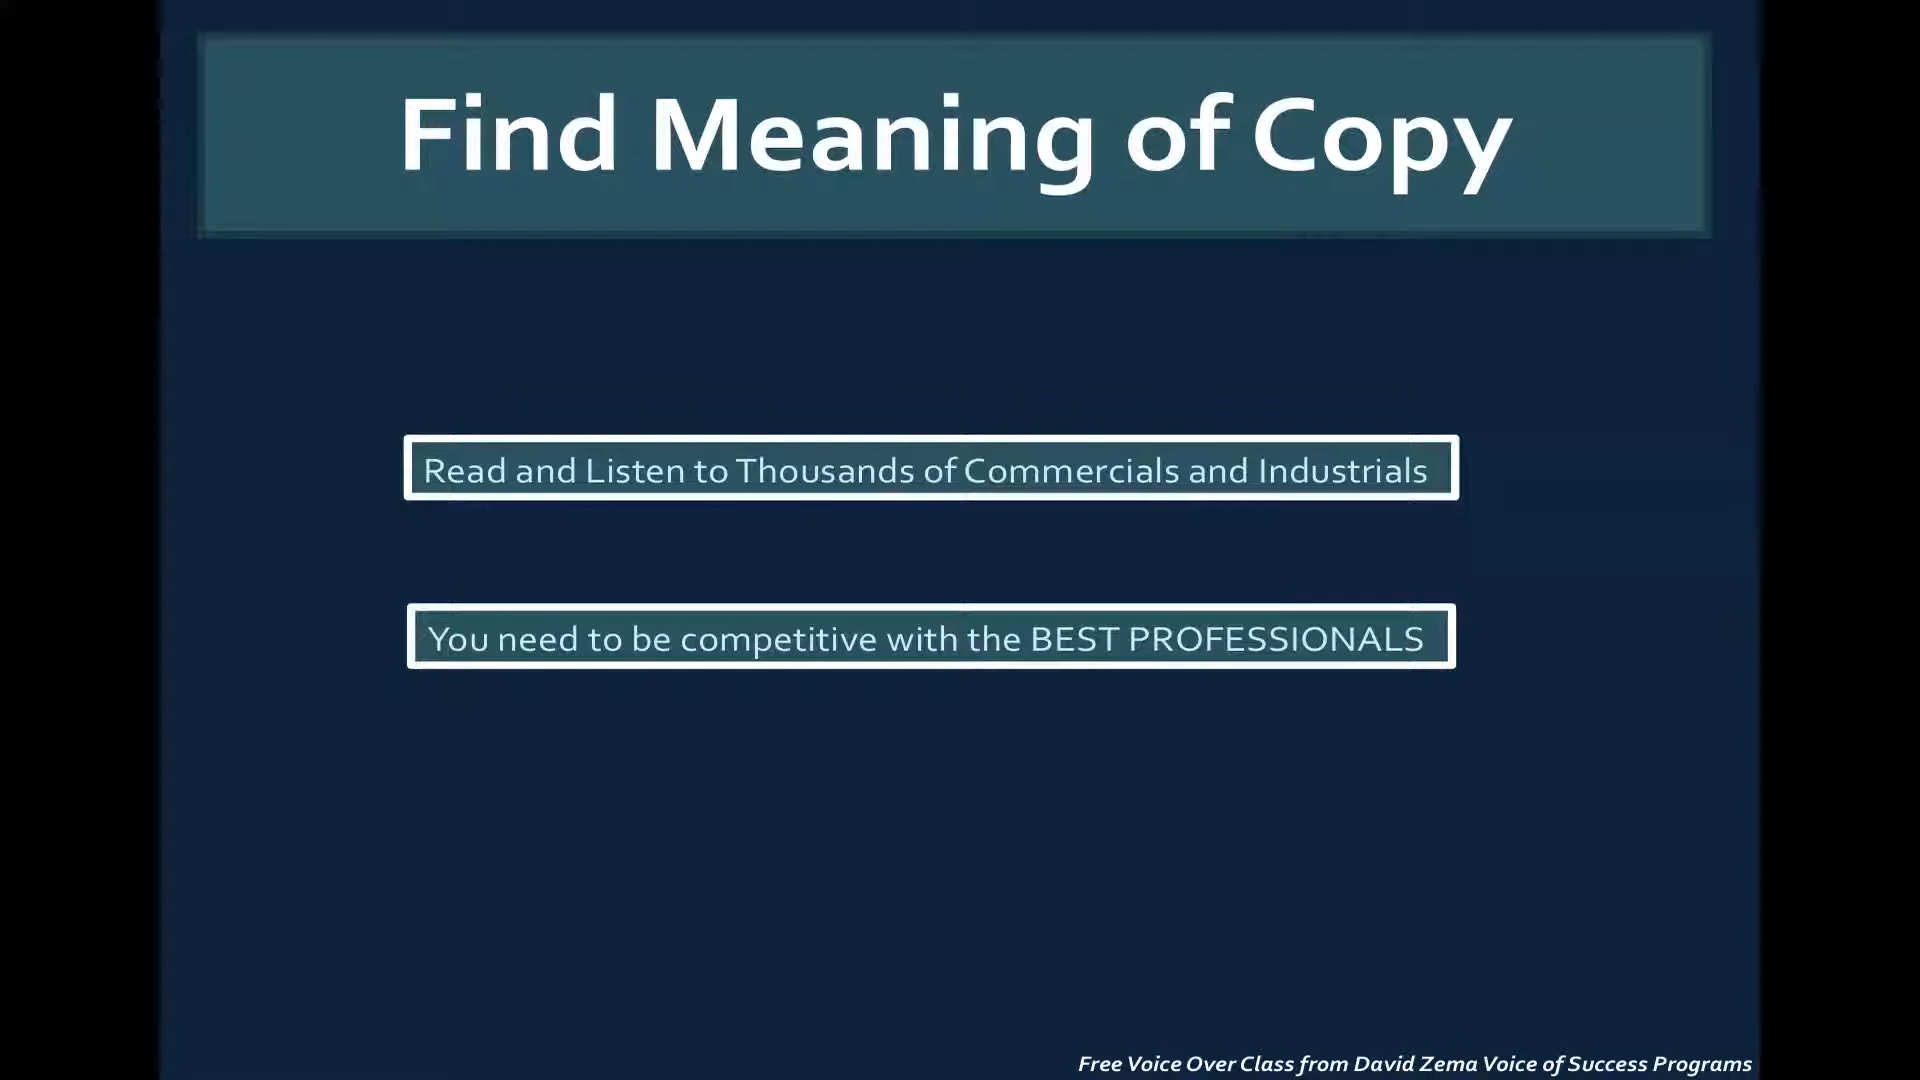 Find Meaning of Copy
Read and Listen to Thousands of Commercials and Industrials
You need to be competitive with the BEST PROFESSIONALS
Free Voice Over Class from David Zema Voice of Success Programs